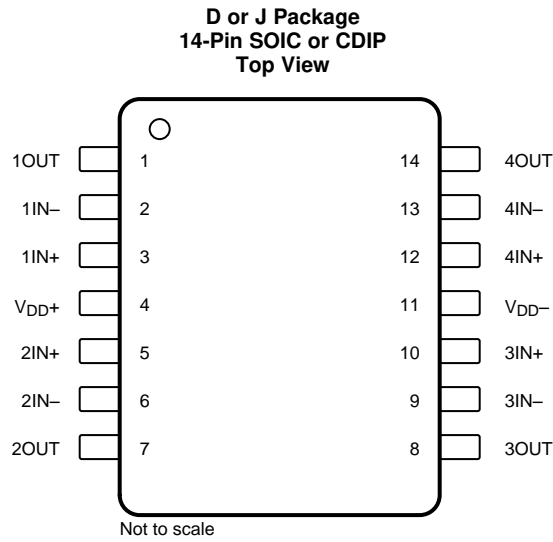 D or J Package
14-Pin SOIC or CDIP
Top View
1OUT 1 14 4OUT
1IN– 2 13 4IN–
1IN+ 3 12 4IN+
VDD+ 4 11 VDD–
2IN+ 5 10 3IN+
2IN– 6 9 3IN–
2OUT 7 8 3OUT
Not to scale